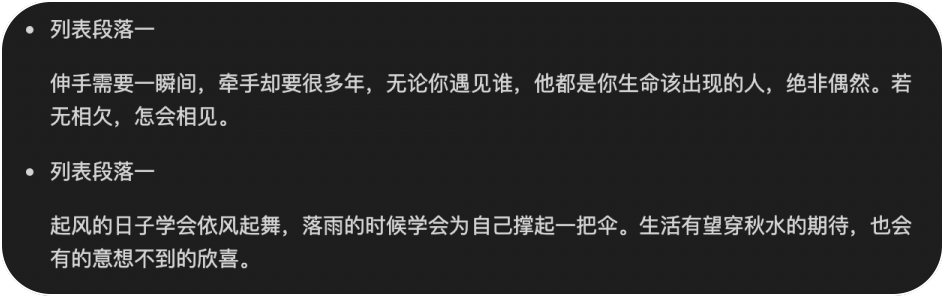 列表段落一
伸手需要一瞬间，牵手却要很多年，无论你遇见谁，他都是你生命该出现的人，绝非偶然。若
无相欠，怎会相见。
列表段落一
起风的日子学会依风起舞，落雨的时候学会为自己撑起一把伞。生活有望穿秋水的期待，也会
有的意想不到的欣喜。